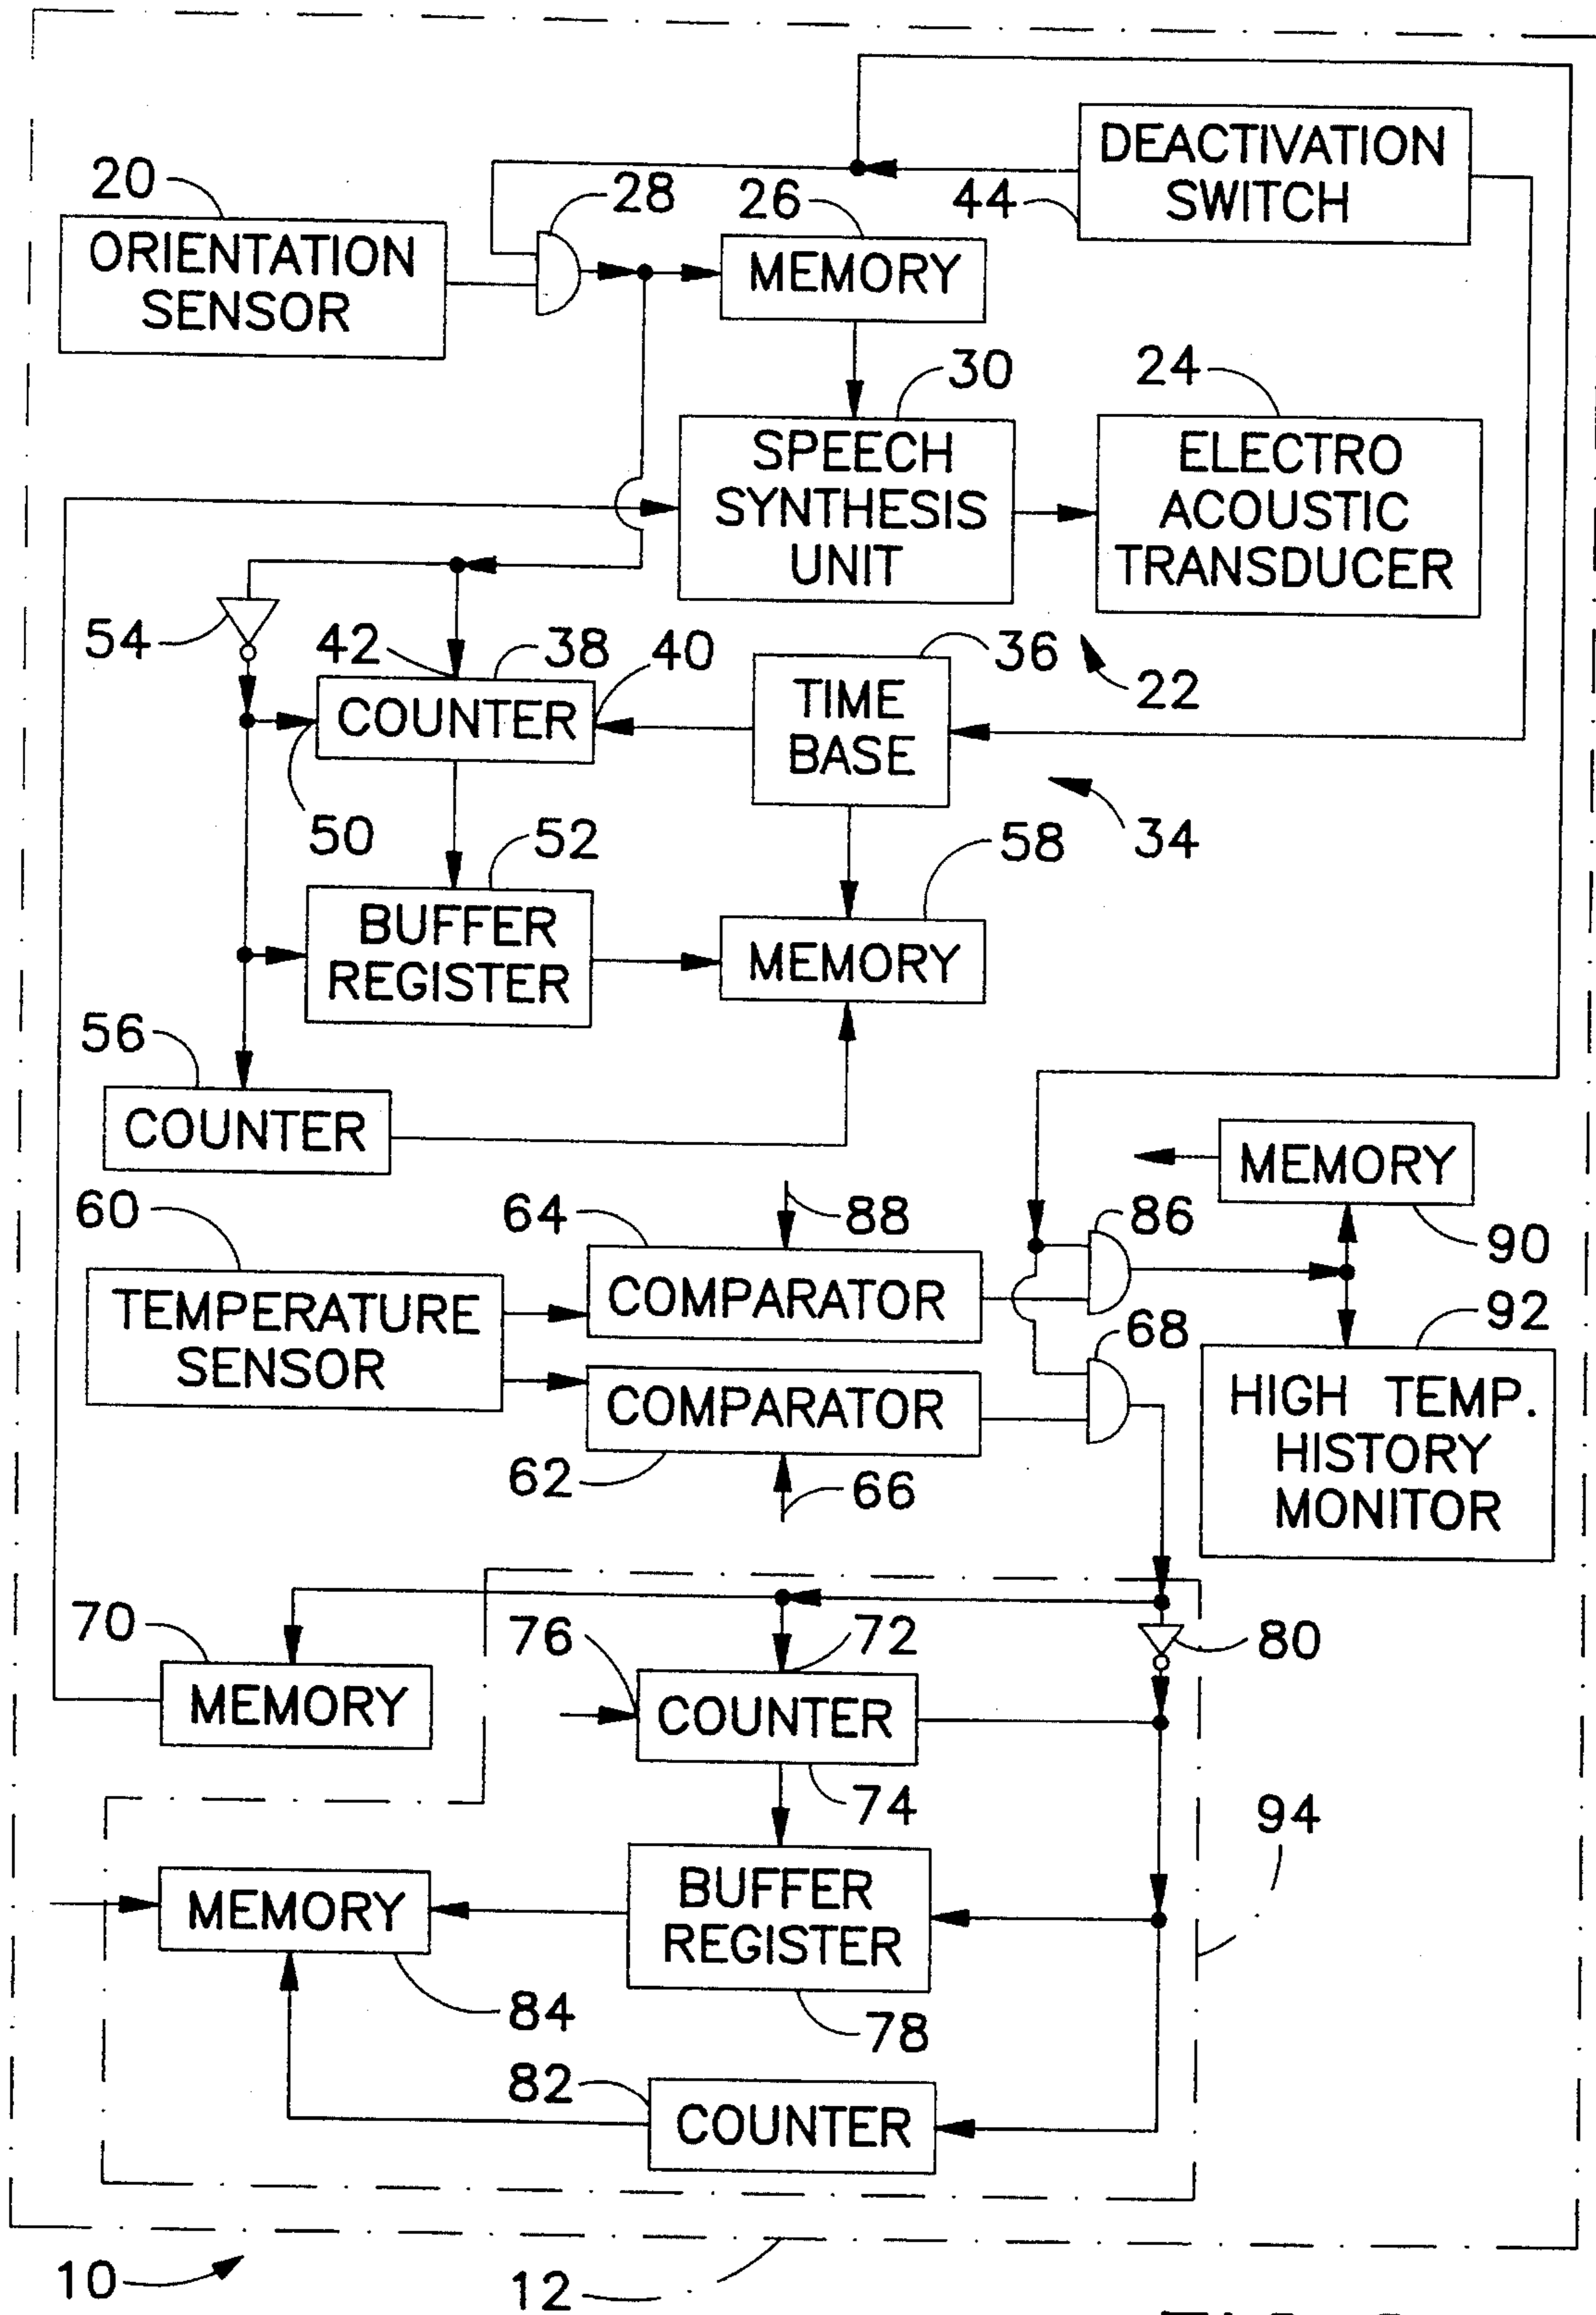 DEACTIVATION
SWITCH
44
20
ORIENTATION
SENSOR
28
26
MEMORY
30
SPEECH
SYNTHESIS
UNIT
24
ELECTRO
ACOUSTIC
TRANSDUCER
22
54
42
38
40
COUNTER
50
36
TIME
BASE
34
52
BUFFER
REGISTER
58
MEMORY
56
COUNTER
60
TEMPERATURE
SENSOR
64
88
COMPARATOR
62
COMPARATOR
66
86
68
MEMORY
90
92
HIGH TEMP.
HISTORY
MONITOR
70
MEMORY
76
72
COUNTER
74
80
94
MEMORY
84
BUFFER
REGISTER
78
82
COUNTER
10
12